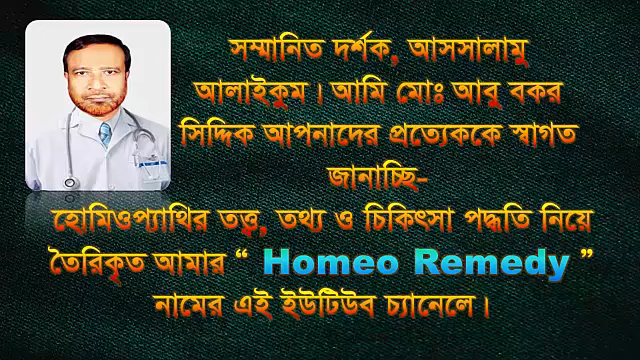 সম্মানিত দর্শক, আসসালামু
আলাইকুম। আমি মোঃ আবু বকর
সিদ্দিক আপনাদের প্রত্যেককে স্বাগত
জানাচ্ছি-
হোমিওপ্যাথির তত্ত্ব, তথ্য ও চিকিৎসা পদ্ধতি নিয়ে
তৈরিকৃত আমার “ Homeo Remedy ”
নামের এই ইউটিউব চ্যানেলে।